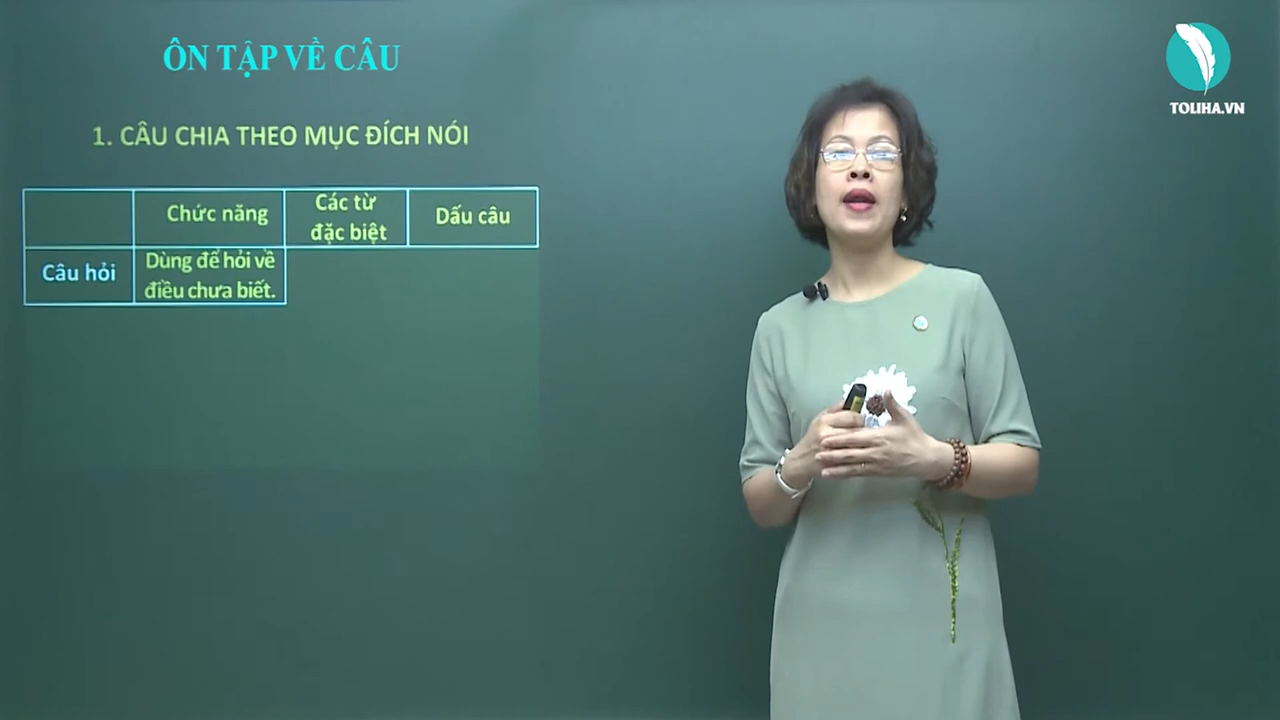 ÔN TẬP VỀ CÂU
TOLIHA.VN
1. CÂU CHIA THEO MỤC ĐÍCH NÓI
Chức năng
Các từ
đặc biệt
Dấu câu
Câu hỏi
Dùng để hỏi về
điều chưa biết.